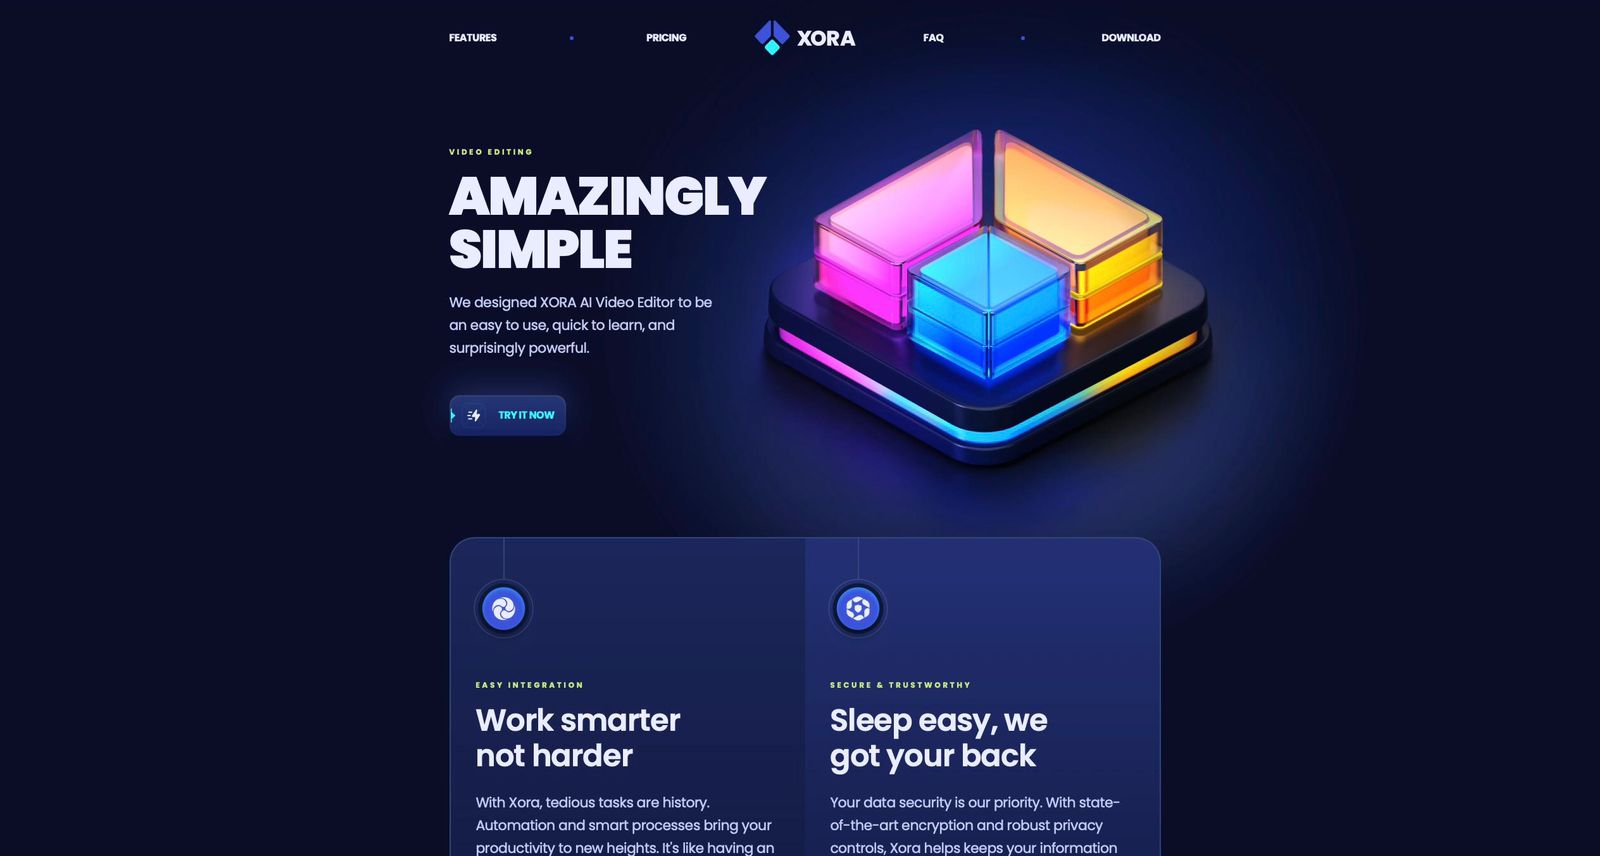 FEATURES
PRICING
XORA
FAQ
DOWNLOAD
VIDEO EDITING
AMAZINGLY
SIMPLE
We designed XORA AI Video Editor to be
an easy to use, quick to learn, and
surprisingly powerful.
TRY IT NOW
EASY INTEGRATION
Work smarter
not harder
With Xora, tedious tasks are history.
Automation and smart processes bring your
productivity to new heights. It's like having an
SECURE & TRUSTWORTHY
Sleep easy, we
got your back
Your data security is our priority. With state-
of-the-art encryption and robust privacy
controls, Xora helps keeps your information